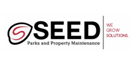 SEED
Parks and Property Maintenance
WE
GROW
SOLUTIONS